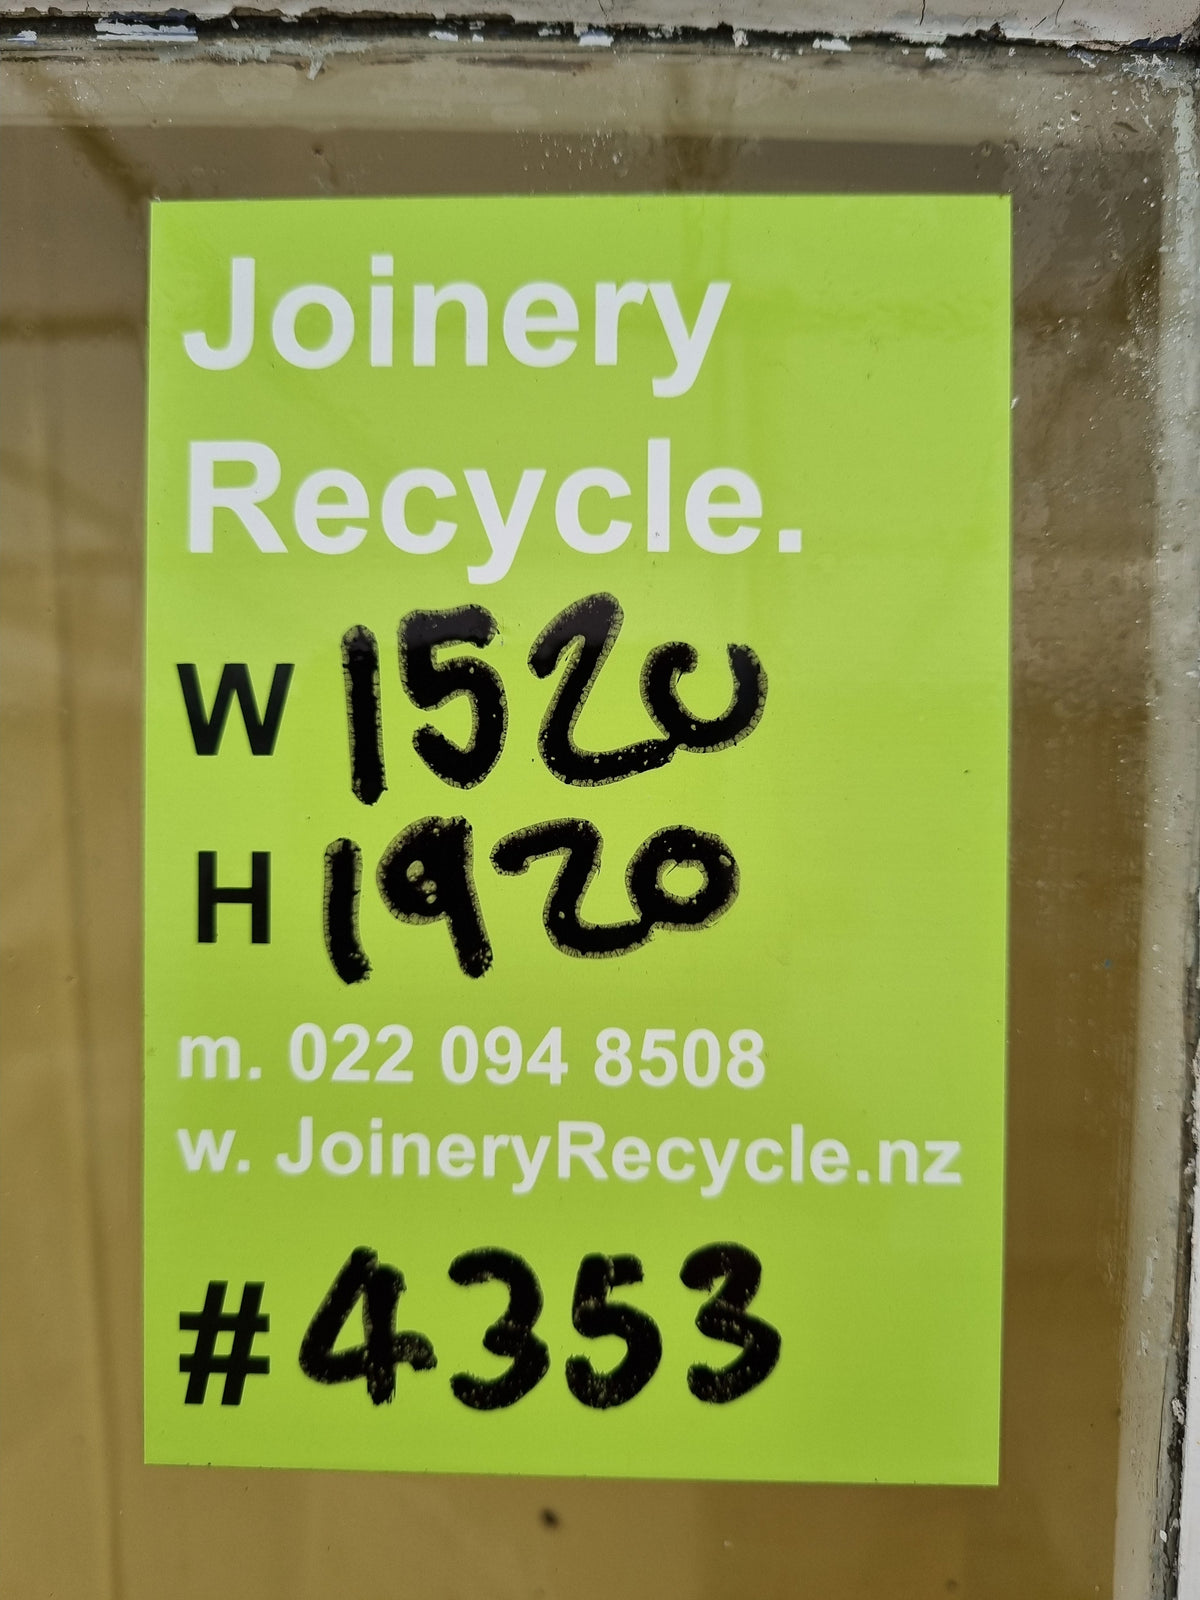 Joinery
Recycle.
W 1520
H 1920
m. 022 094 8508
w. JoineryRecycle.nz
# 4353